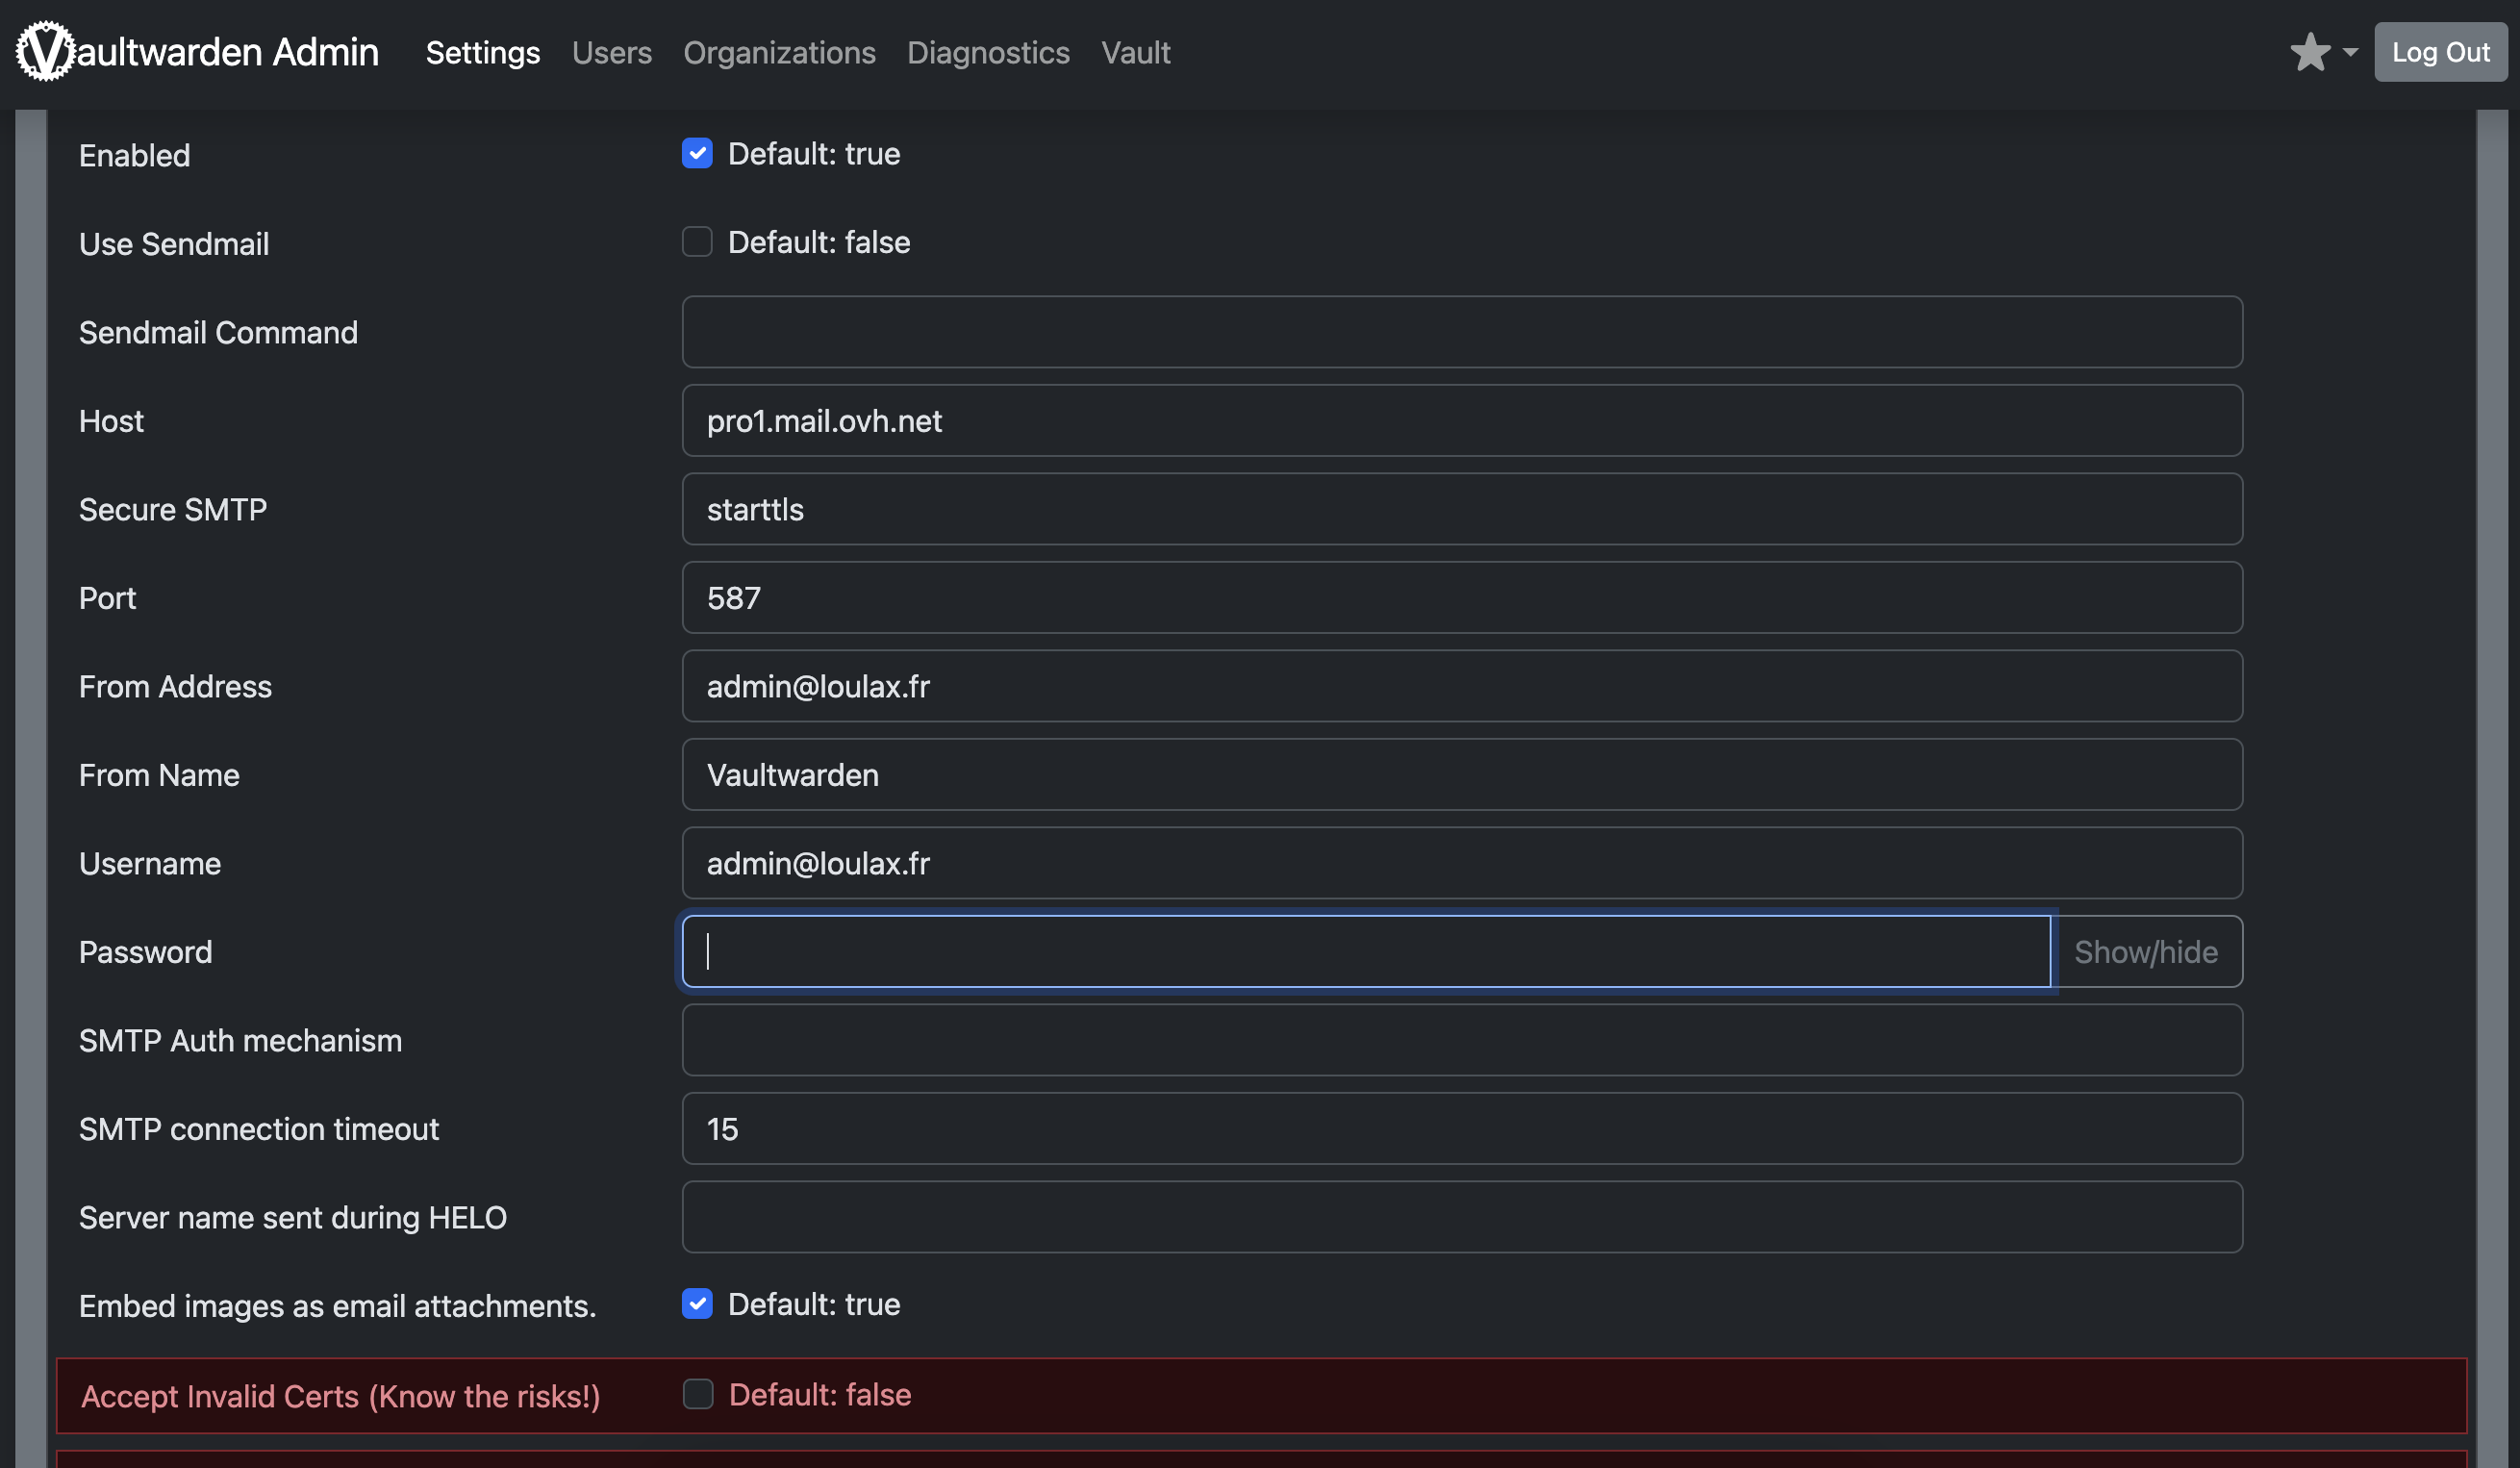 Vaultwarden Admin Settings Users Organizations Diagnostics Vault Log Out
Enabled Default: true
Use Sendmail Default: false
Sendmail Command
Host pro1.mail.ovh.net
Secure SMTP starttls
Port 587
From Address admin@loulax.fr
From Name Vaultwarden
Username admin@loulax.fr
Password Show/hide
SMTP Auth mechanism
SMTP connection timeout 15
Server name sent during HELO
Embed images as email attachments. Default: true
Accept Invalid Certs (Know the risks!) Default: false